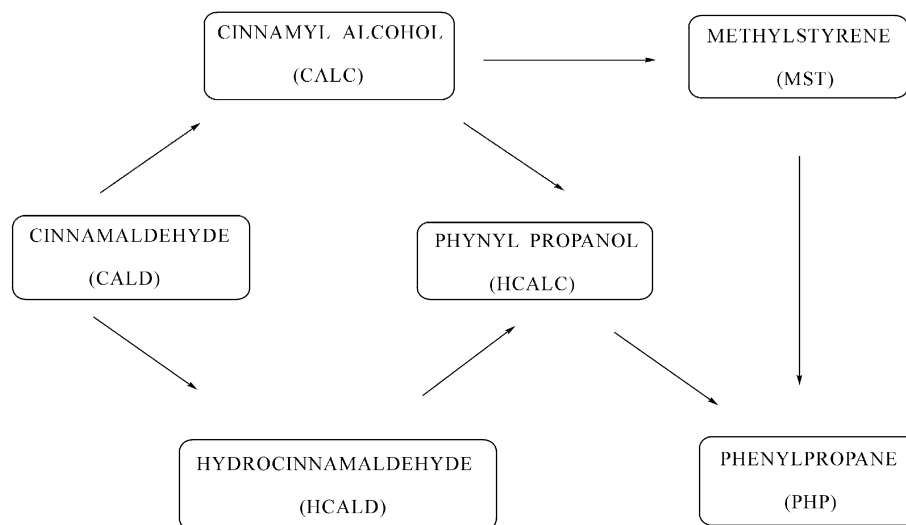 CINNAMYL ALCOHOL
(CALC)
METHYLSTYRENE
(MST)
CINNAMALDEHYDE
(CALD)
PHYNYL PROPANOL
(HCALC)
HYDROCINNAMALDEHYDE
(HCALD)
PHENYLPROPANE
(PHP)